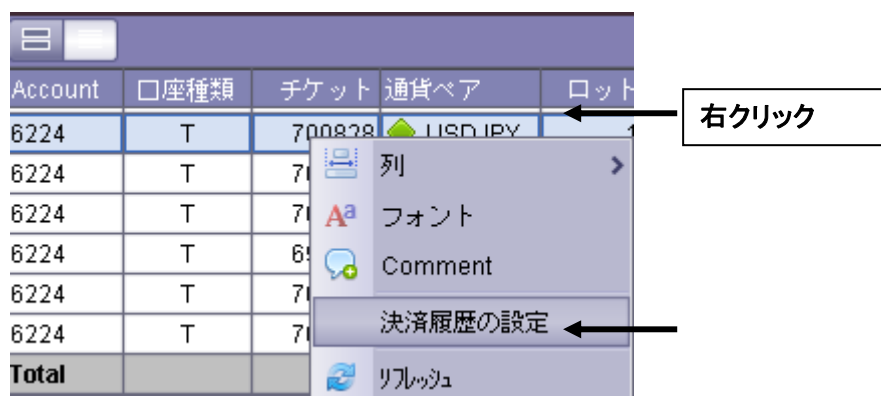 Account 口座種類 チケット 通貨ペア ロット
右クリック
6224 T 700828 USDJPY 1
6224 T
列
6224 T
フォント
6224 T
Comment
6224 T
決済履歴の設定
6224 T
Total
リフレッシュ